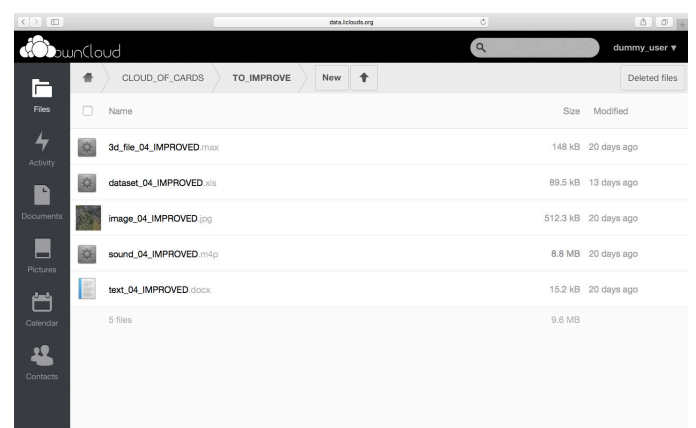 data.iiclouds.org
ownCloud
dummy_user ▾
CLOUD_OF_CARDS TO_IMPROVE New Deleted files
Files
Name Size Modified
3d_file_04_IMPROVED.max 148 kB 20 days ago
Activity
dataset_04_IMPROVED.xls 89.5 kB 13 days ago
Documents
image_04_IMPROVED.jpg 512.3 kB 20 days ago
sound_04_IMPROVED.m4p 8.8 MB 20 days ago
Pictures
text_04_IMPROVED.docx 15.2 kB 20 days ago
Calendar
5 files 9.6 MB
Contacts